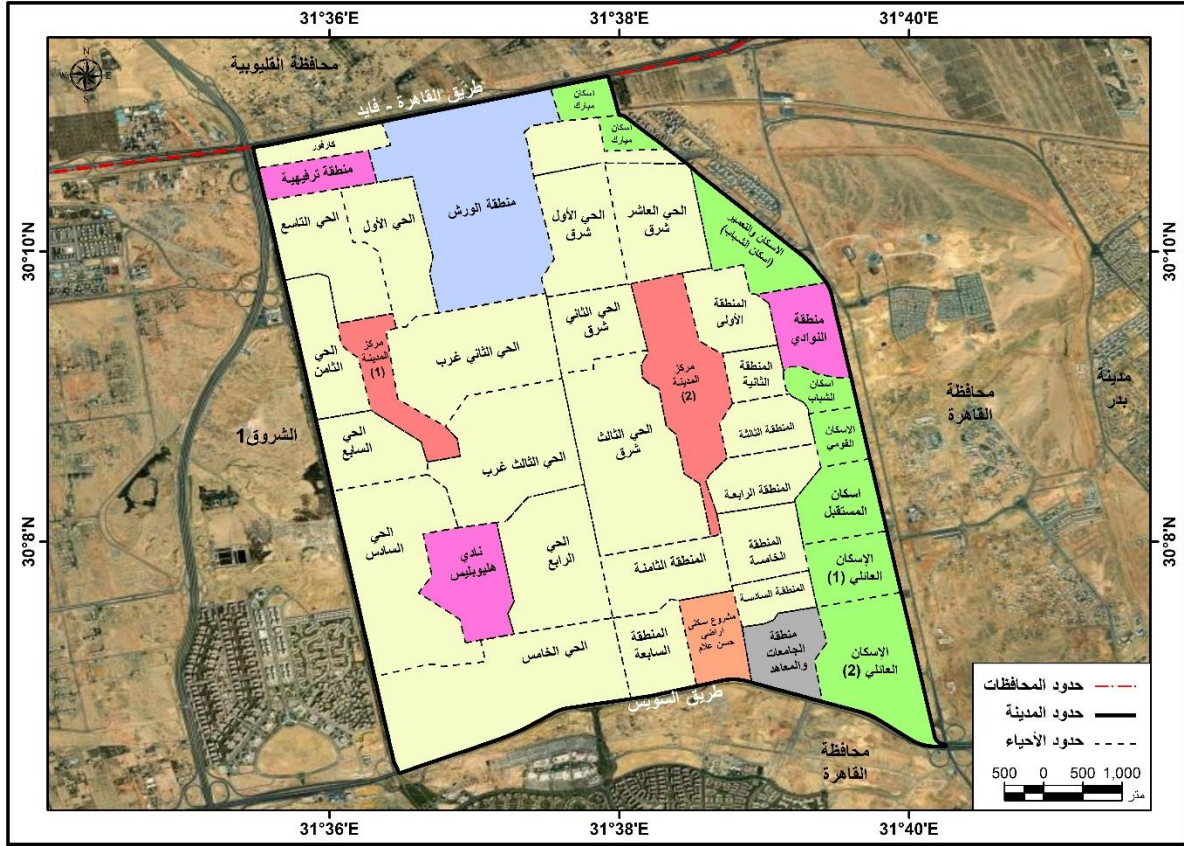 31°36'E
31°38'E
31°40'E
N
W
E
S
محافظة القليوبية
طريق القاهرة - فايد
اسكان
مبارك
اسكان
مبارك
كارفور
منطقة ترفيهية
منطقة الورش
الحي التاسع
الحي الأول
الحي الأول
شرق
الحي العاشر
شرق
الاسكان والتعمير
(اسكان الشباب)
30°10'N
30°10'N
الحي الثاني
شرق
المنطقة
الأولى
منطقة
النوادي
الحي
الثامن
مركز
المدينة
(1)
الحي الثاني غرب
مركز
المدينة
(2)
المنطقة
الثانية
اسكان
الشباب
مدينة
بدر
محافظة
القاهرة
الشروق1
الحي
السابع
الحي الثالث غرب
الحي الثالث
شرق
المنطقة الثالثة
الاسكان
القومي
المنطقة الرابعة
اسكان
المستقبل
30°8'N
30°8'N
الحي
السادس
نادي
هليوبليس
الحي
الرابع
المنطقة الثامنة
المنطقة
الخامسة
الإسكان
العائلي (1)
المنطقة السادسة
الحي الخامس
المنطقة
السابعة
مشروع سكني
اراضي
حسن علام
منطقة
الجامعات
والمعاهد
الإسكان
العائلي (2)
طريق السويس
محافظة
القاهرة
حدود المحافظات
حدود المدينة
حدود الأحياء
500 0 500 1,000
متر
31°36'E
31°38'E
31°40'E